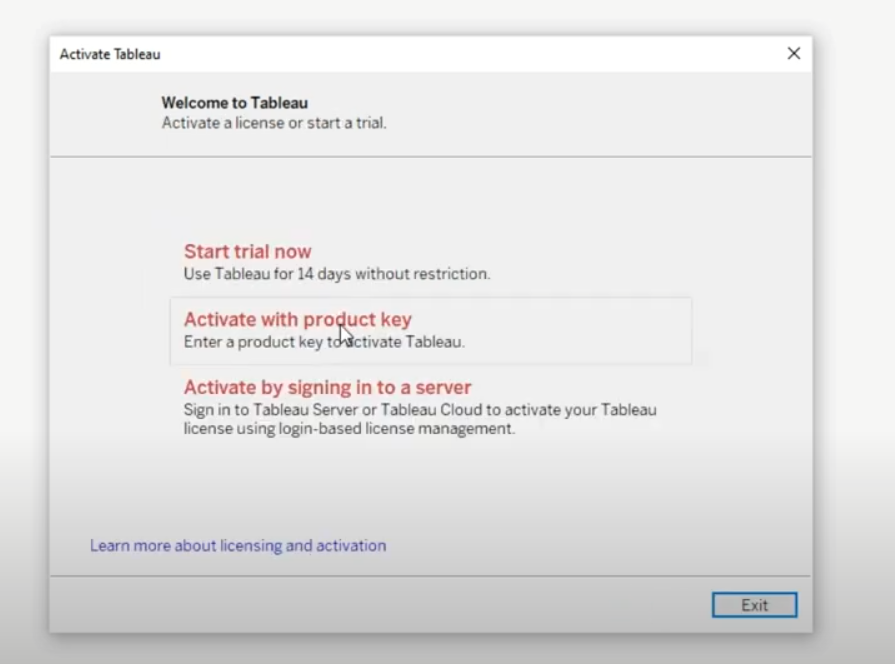 Activate Tableau
Welcome to Tableau
Activate a license or start a trial.
Start trial now
Use Tableau for 14 days without restriction.
Activate with product key
Enter a product key to activate Tableau.
Activate by signing in to a server
Sign in to Tableau Server or Tableau Cloud to activate your Tableau
license using login-based license management.
Learn more about licensing and activation
Exit